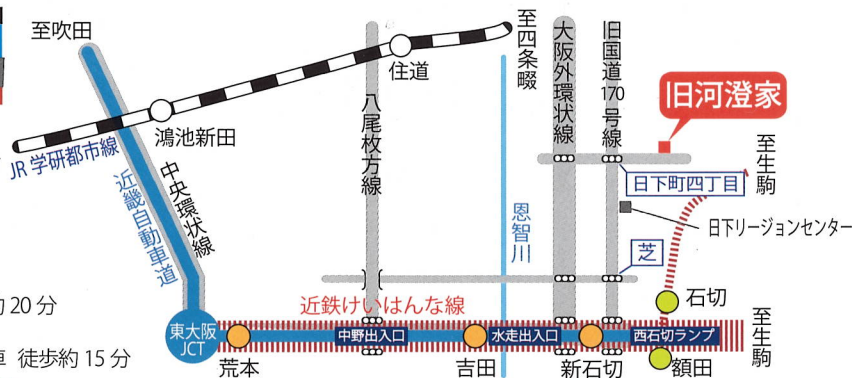 至吹田
住道
至四条畷
大阪外環状線
旧国道170号線
旧河澄家
鴻池新田
八尾枚方線
JR学研都市線
近畿自動車道
中央環状線
至生駒
日下町四丁目
日下リージョンセンター
恩智川
芝
近鉄けいはんな線
石切
20分
東大阪
JCT
中野出入口
水走出入口
西石切ランプ
至生駒
徒歩約15分
荒本
吉田
新石切
額田